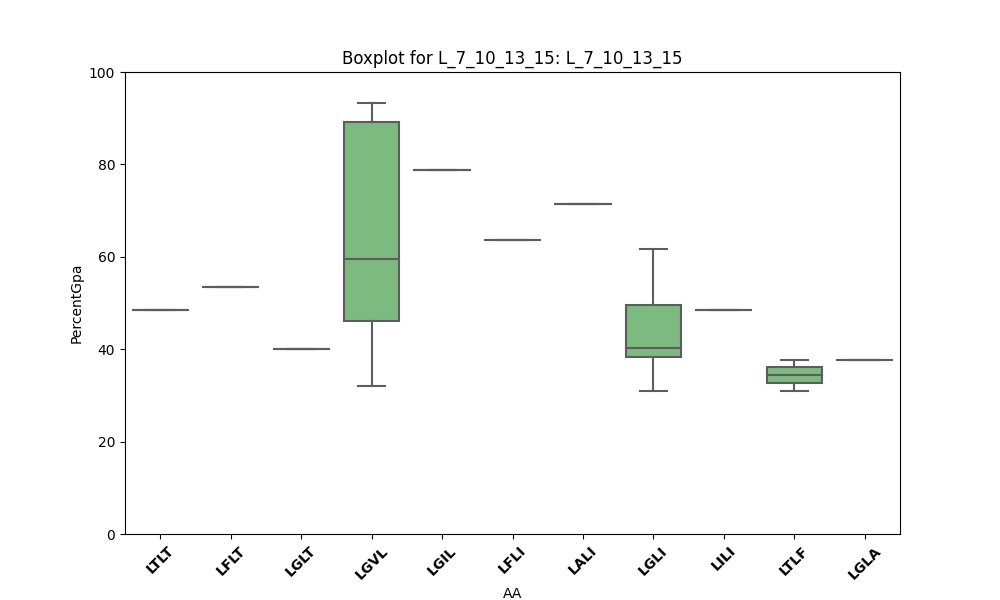 Boxplot for L_7_10_13_15: L_7_10_13_15
100
80
60
40
20
0
PercentGpa
LTLT
LFLT
LGLT
LGVL
LGIL
LFLI
LALI
LGLI
LILI
LTLF
LGLA
AA